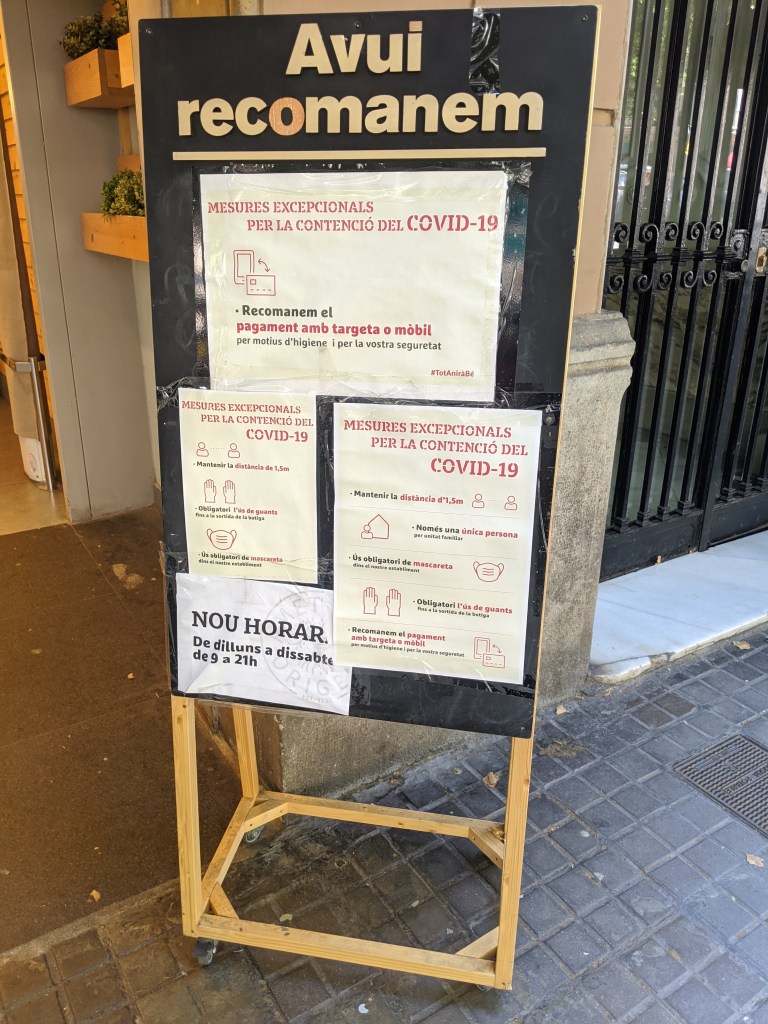 Avui
recomanem
MESURES EXCEPCIONALS
PER LA CONTENCIÓ DEL COVID-19
· Recomanem el
pagament amb targeta o mòbil
per motius d'higiene i per la vostra seguretat
#TotAniràBé
MESURES EXCEPCIONALS
PER LA CONTENCIÓ DEL
COVID-19
· Mantenir la distància de 1,5m
· Obligatori l'ús de guants
fins a la sortida de la botiga
· Ús obligatori de mascareta
dins el nostre establiment
MESURES EXCEPCIONALS
PER LA CONTENCIÓ DEL
COVID-19
· Mantenir la distància d'1,5m
· Només una única persona
per unitat familiar
· Ús obligatori de mascareta
dins el nostre establiment
· Obligatori l'ús de guants
fins a la sortida de la botiga
· Recomanem el pagament
amb targeta o mòbil
per motius d'higiene i per la vostra seguretat
NOU HORAR
De dilluns a dissabte
de 9 a 21h